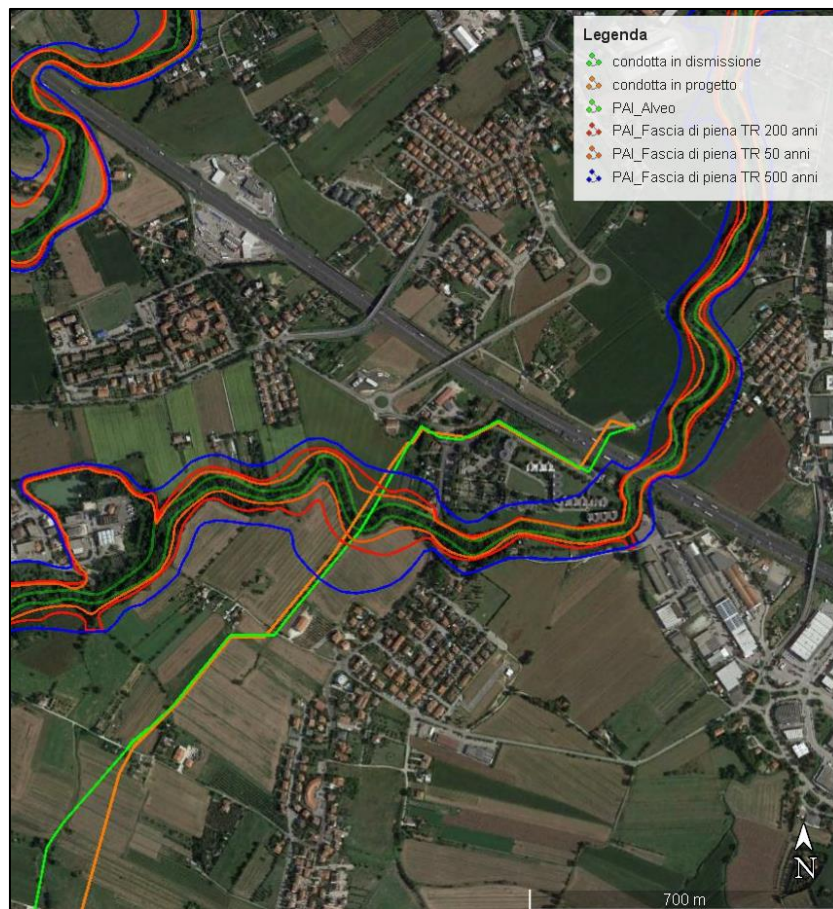 Legenda
condotta in dismissione
condotta in progetto
PAI_Alveo
PAI_Fascia di piena TR 200 anni
PAI_Fascia di piena TR 50 anni
PAI_Fascia di piena TR 500 anni
N
700 m